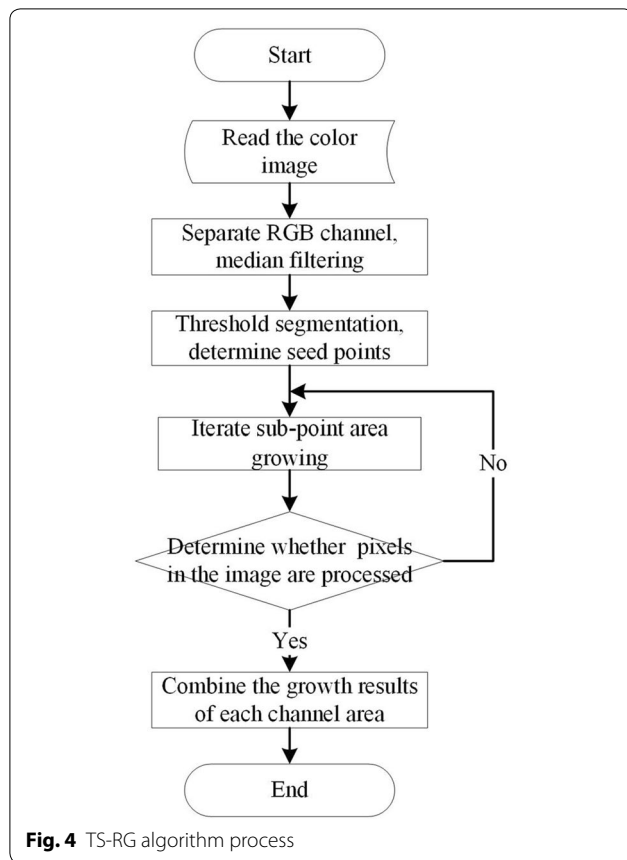 Start
Read the color
image
Separate RGB channel,
median filtering
Threshold segmentation,
determine seed points
Iterate sub-point area
growing
No
Determine whether pixels
in the image are processed
Yes
Combine the growth results
of each channel area
End
Fig. 4 TS-RG algorithm process